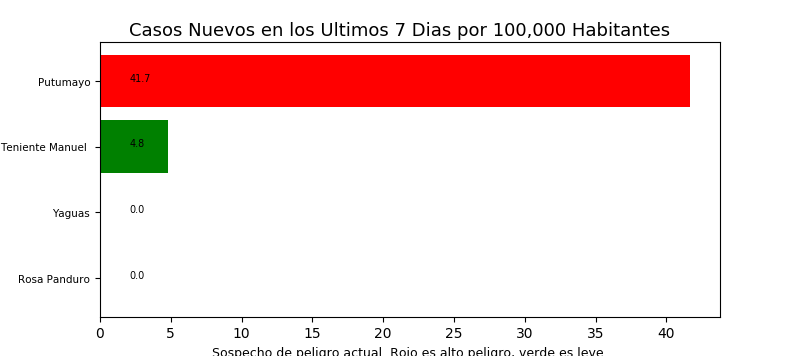 Casos Nuevos en los Ultimos 7 Dias por 100,000 Habitantes
Putumayo 41.7
Teniente Manuel 4.8
Yaguas 0.0
Rosa Panduro 0.0
0 5 10 15 20 25 30 35 40
Sospecho de peligro actual. Rojo es alto peligro, verde es leve